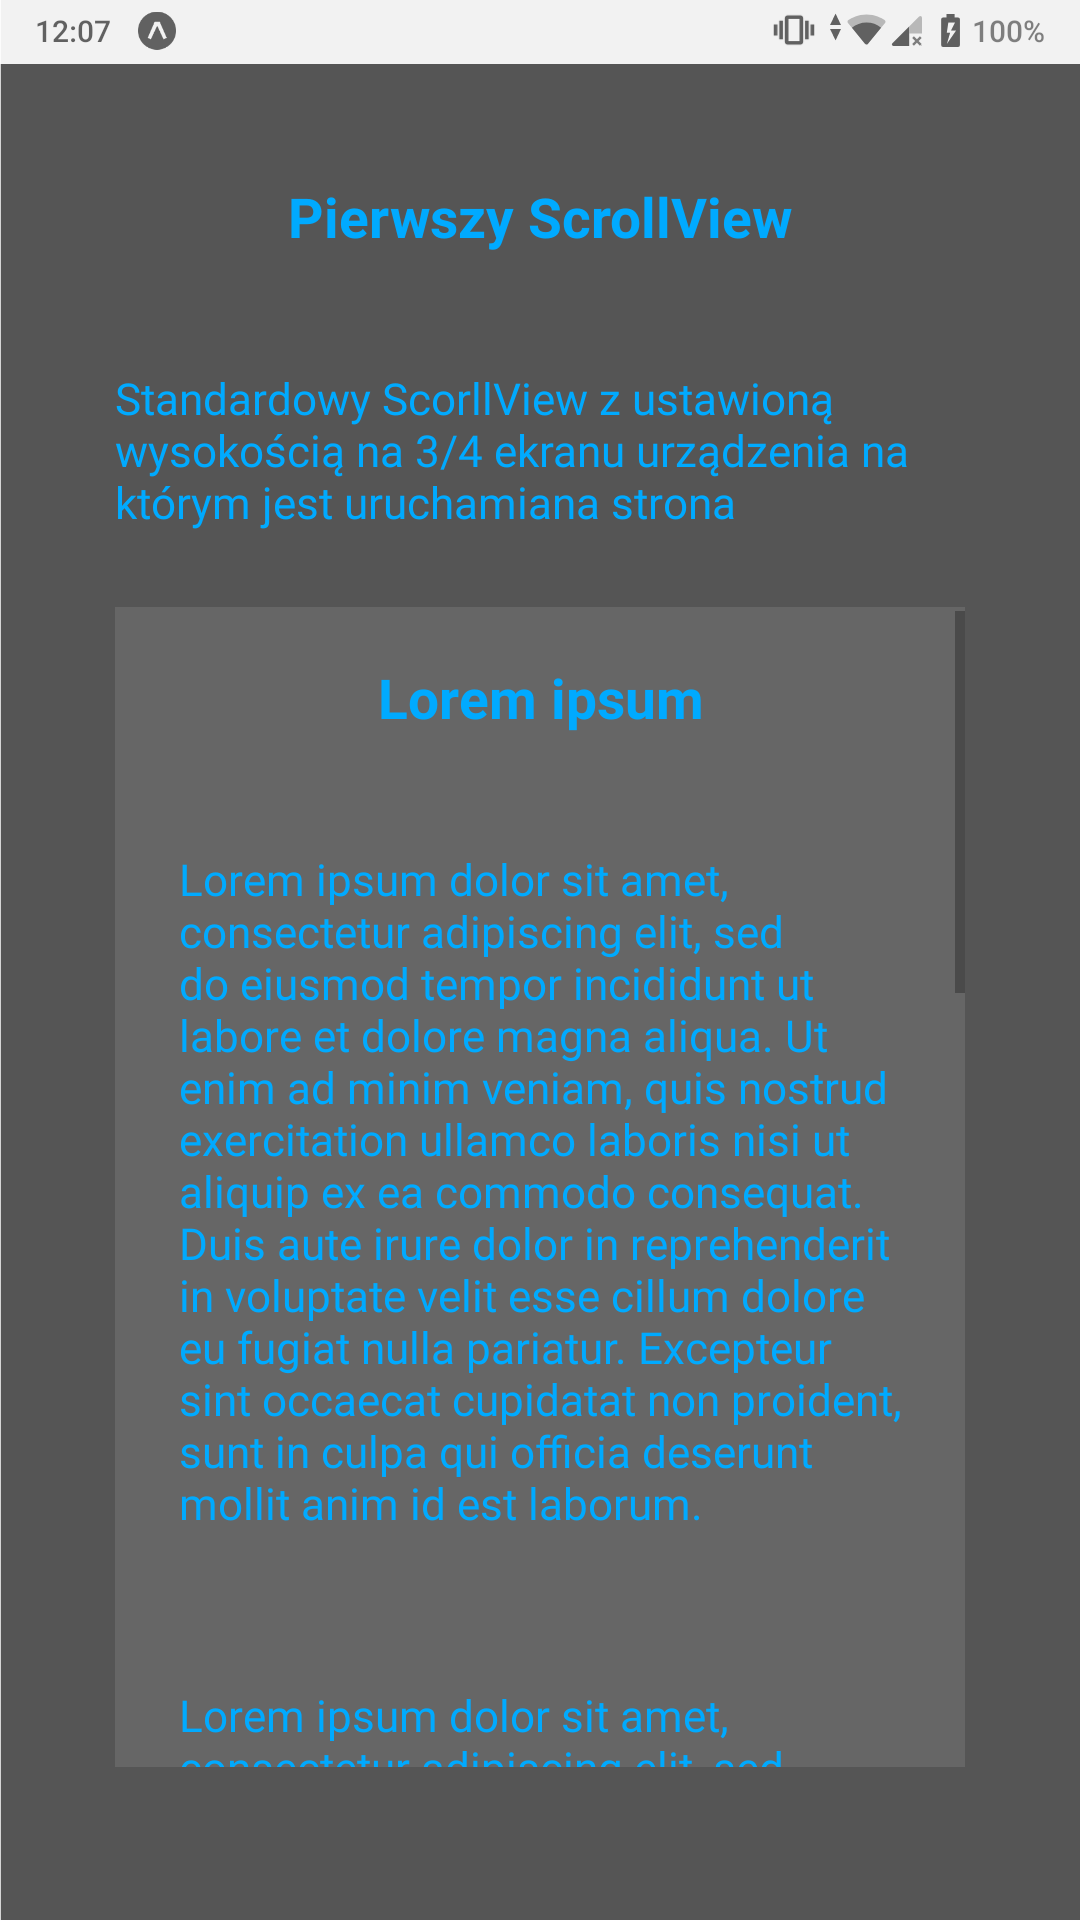 12:07
100%
Pierwszy ScrollView
Standardowy ScorllView z ustawioną
wysokością na 3/4 ekranu urządzenia na
którym jest uruchamiana strona
Lorem ipsum
Lorem ipsum dolor sit amet,
consectetur adipiscing elit, sed
do eiusmod tempor incididunt ut
labore et dolore magna aliqua. Ut
enim ad minim veniam, quis nostrud
exercitation ullamco laboris nisi ut
aliquip ex ea commodo consequat.
Duis aute irure dolor in reprehenderit
in voluptate velit esse cillum dolore
eu fugiat nulla pariatur. Excepteur
sint occaecat cupidatat non proident,
sunt in culpa qui officia deserunt
mollit anim id est laborum.
Lorem ipsum dolor sit amet,
consectetur adipiscing elit, sed